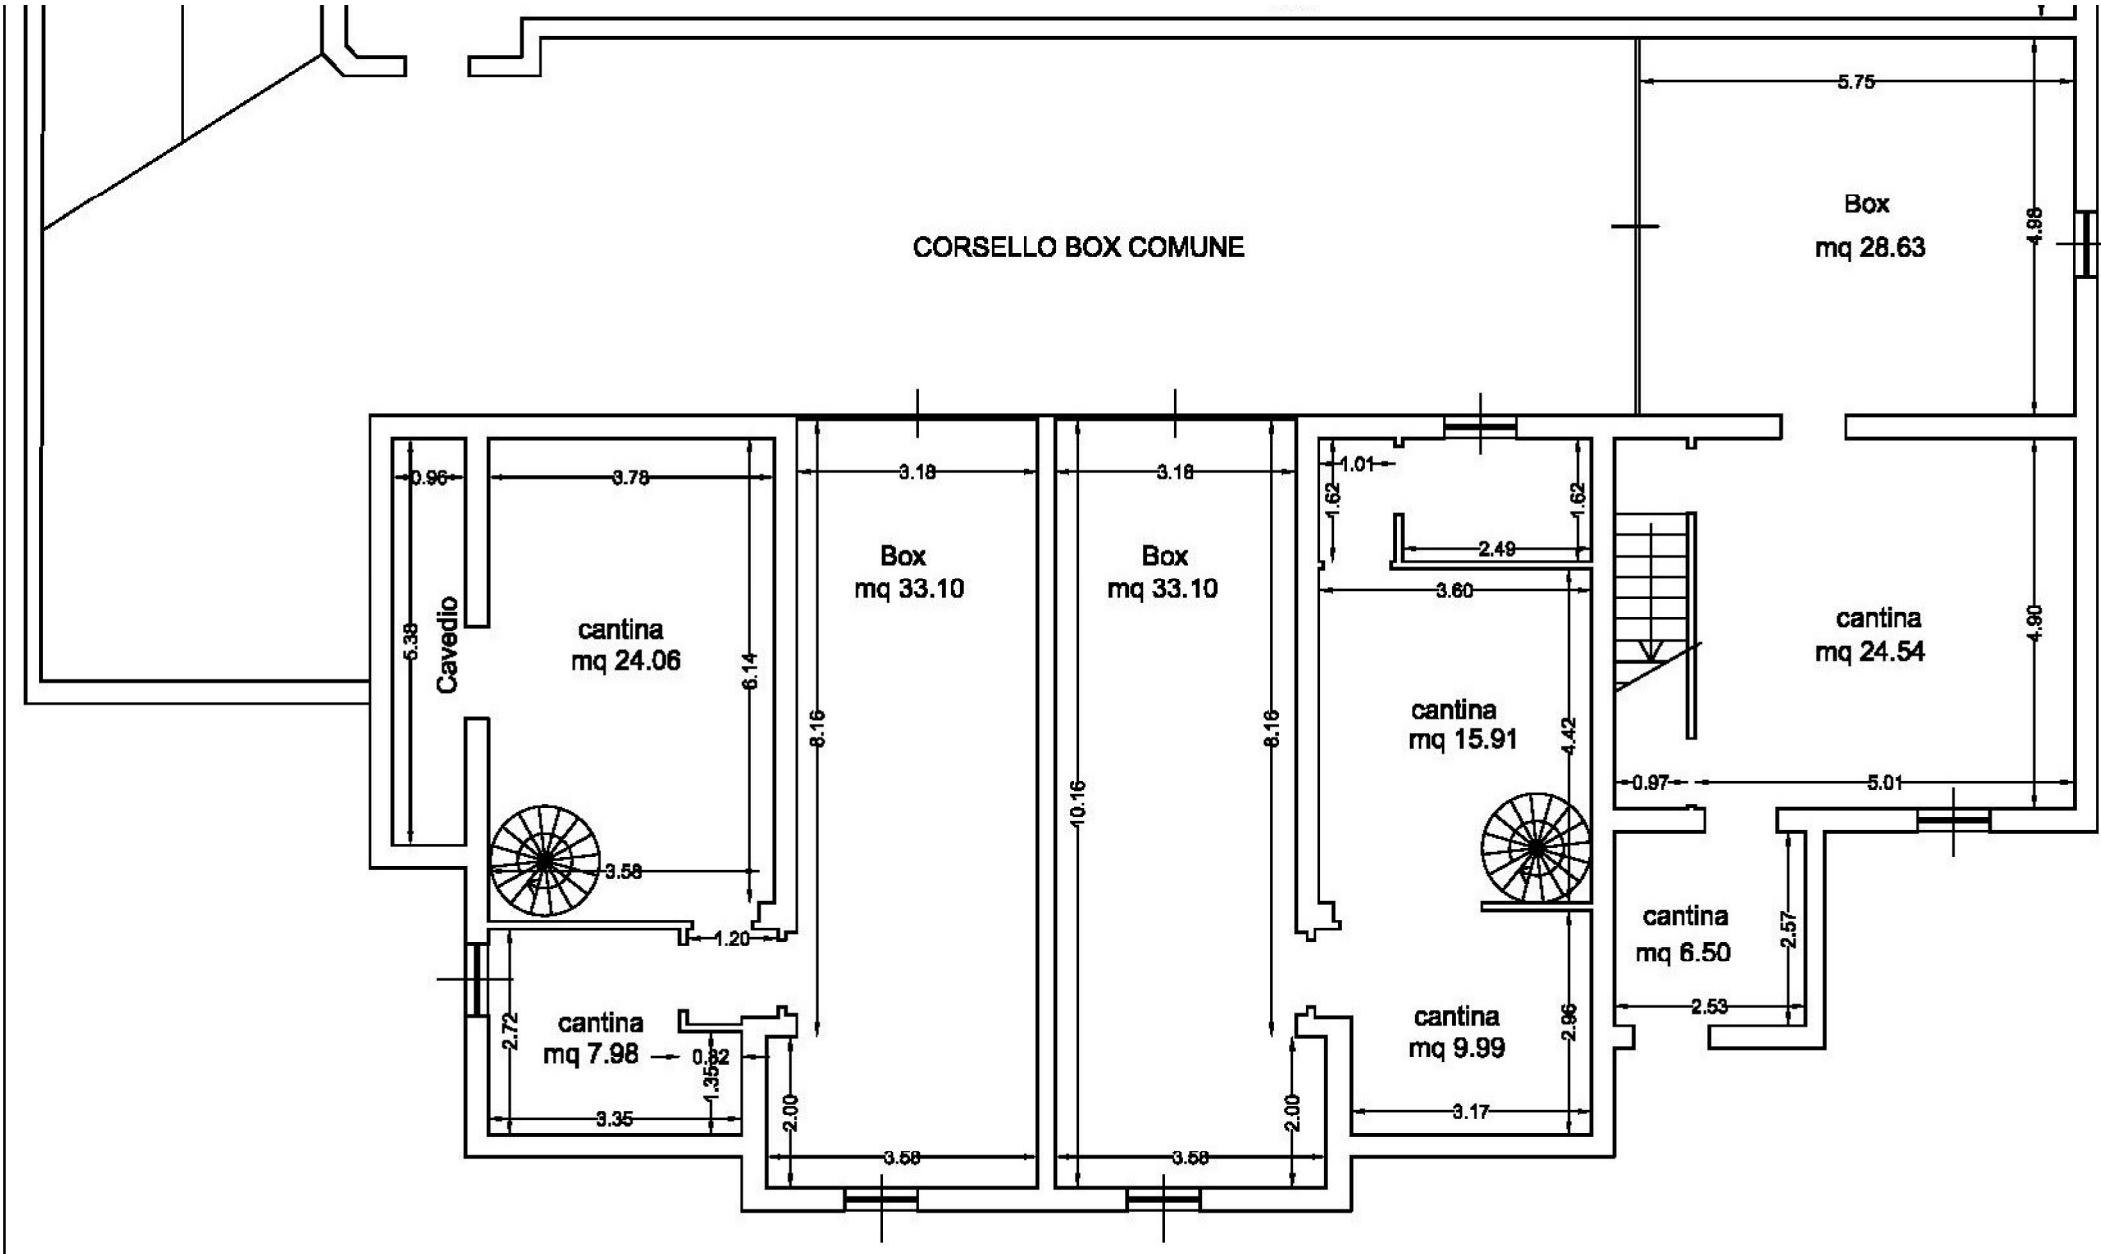 5.75
Box
mq 28.63
4.98
CORSELLO BOX COMUNE
0.96
3.78
3.18
3.18
1.01
1.62
1.62
2.49
3.60
Box
mq 33.10
Box
mq 33.10
cantina
mq 24.06
Cavedio
5.38
6.14
8.16
8.16
10.16
cantina
mq 15.91
4.42
cantina
mq 24.54
4.90
0.97
5.01
3.58
1.20
cantina
mq 6.50
2.57
2.53
2.72
cantina
mq 7.98
0.82
1.35
3.35
2.00
3.58
2.00
3.58
cantina
mq 9.99
2.96
3.17